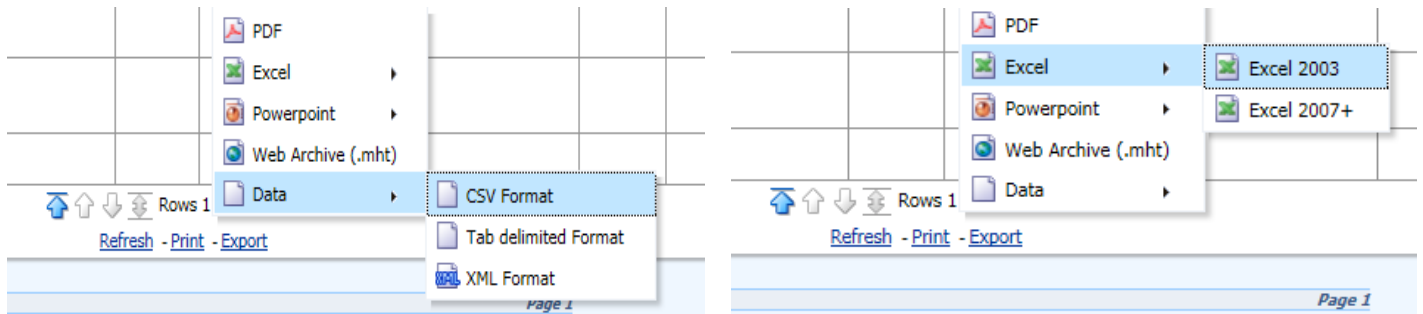 PDF
Excel
Powerpoint
Web Archive (.mht)
Data
CSV Format
Tab delimited Format
XML Format
Rows 1
Refresh - Print - Export
Page 1
PDF
Excel
Excel 2003
Excel 2007+
Powerpoint
Web Archive (.mht)
Data
Rows 1
Refresh - Print - Export
Page 1